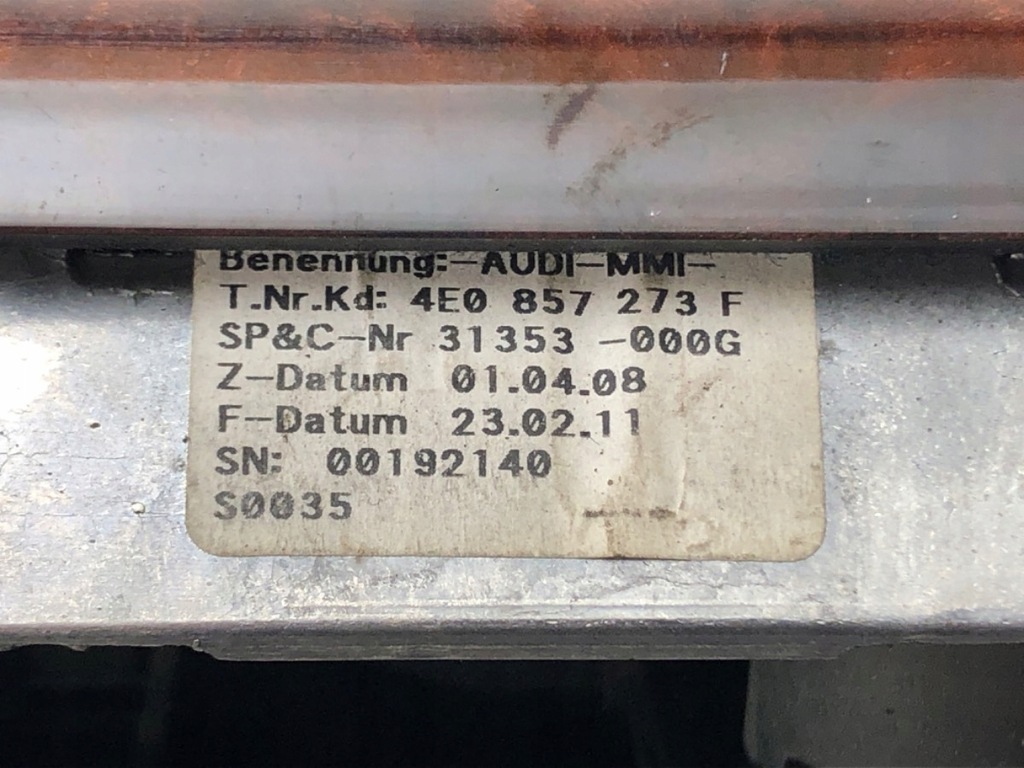 Benennung:-AUDI-MMI-
T.Nr.Kd: 4E0 857 273 F
SP&C-Nr 31353 -000G
Z-Datum 01.04.08
F-Datum 23.02.11
SN: 00192140
S0035